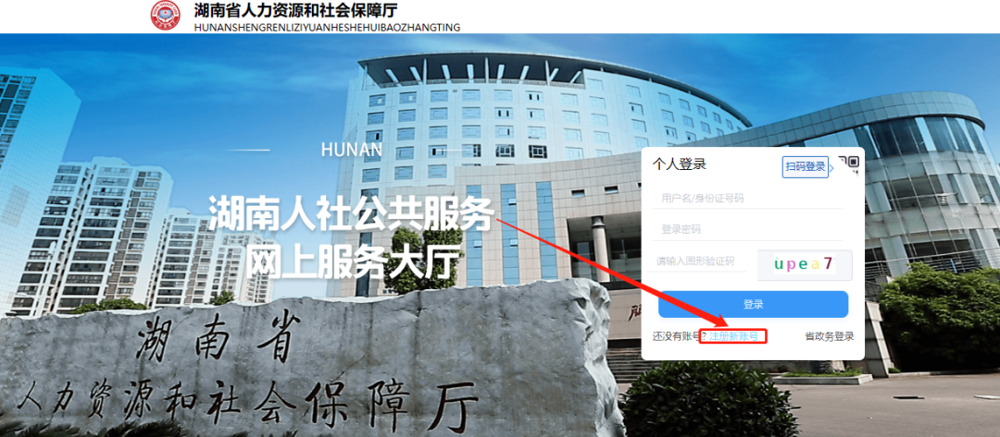 湖南省人力资源和社会保障厅
HUNANSHENGRENLIZIYUANHESHEHUIBAOZHANGTING
HUNAN
湖南人社公共服务
网上服务大厅
个人登录
扫码登录
用户名/身份证号码
登录密码
请输入图形验证码
upea7
登录
还没有账号?注册新账号
省政务登录
湖南省
人力资源和社会保障厅